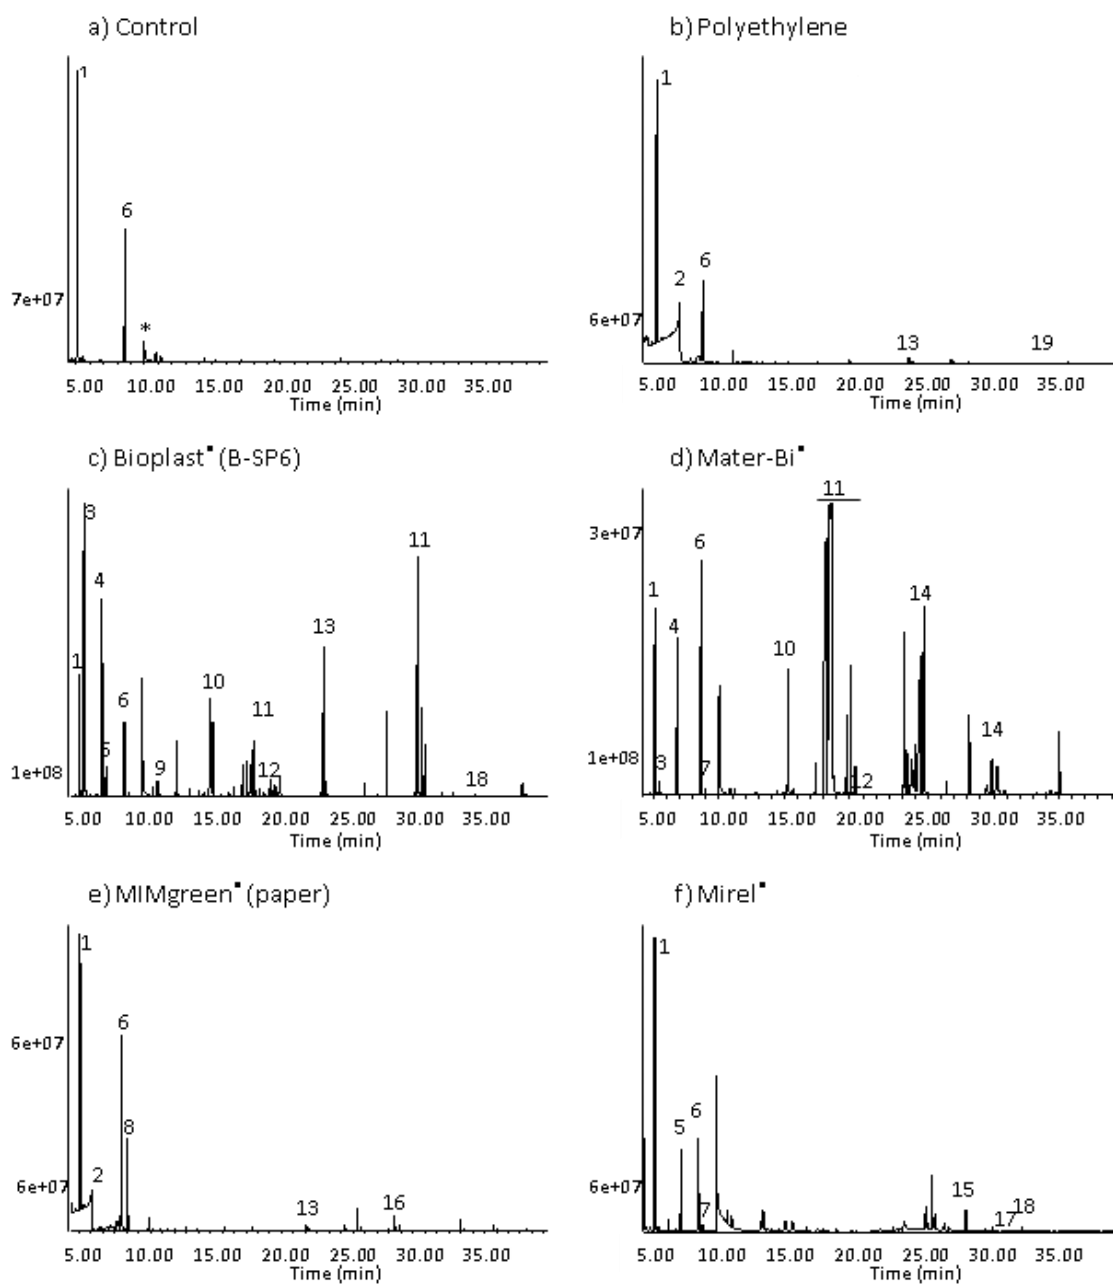 a) Control
1
6
*
7e+07
5.00 10.00 15.00 20.00 25.00 30.00 35.00
Time (min)
b) Polyethylene
1
2
6
6e+07
13
19
5.00 10.00 15.00 20.00 25.00 30.00 35.00
Time (min)
c) Bioplast▪ (B-SP6)
3
4
1
5
6
9
10
11
12
13
11
18
1e+08
5.00 10.00 15.00 20.00 25.00 30.00 35.00
Time (min)
d) Mater-Bi▪
3e+07
11
6
1
4
3
7
10
14
14
12
1e+08
5.00 10.00 15.00 20.00 25.00 30.00 35.00
Time (min)
e) MIMgreen▪ (paper)
1
6e+07
6
8
2
6e+07
13
16
5.00 10.00 15.00 20.00 25.00 30.00 35.00
Time (min)
f) Mirel▪
1
5
6
7
6e+07
15
17
18
5.00 10.00 15.00 20.00 25.00 30.00 35.00
Time (min)